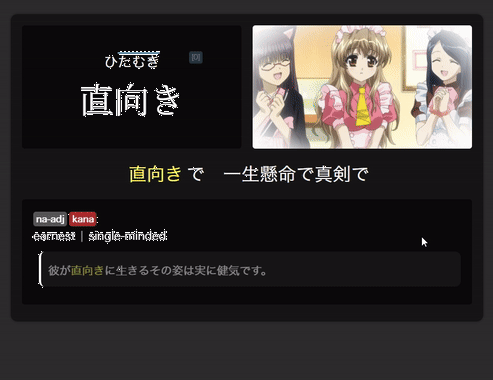 ひたむき
直向き
直向きで　一生懸命で真剣で
na-adj kana
earnest | single-minded
彼が直向きに生きるその姿は実に健気です。